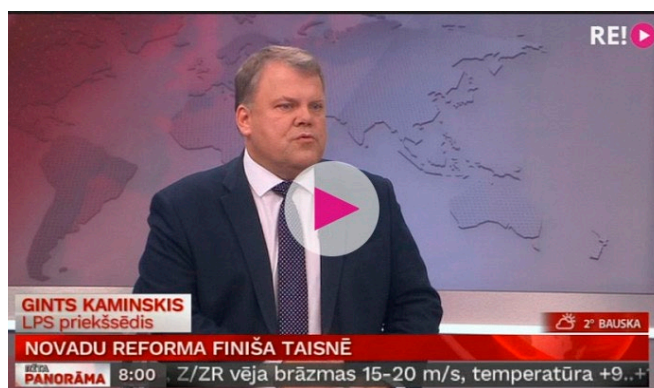 RE!
GINTS KAMINSKIS
LPS priekšsēdis
2° BAUSKA
NOVADU REFORMA FINIŠA TAISNĒ
RĪTA
PANORĀMA 8:00 Z/ZR vēja brāzmas 15-20 m/s, temperatūra +9..+